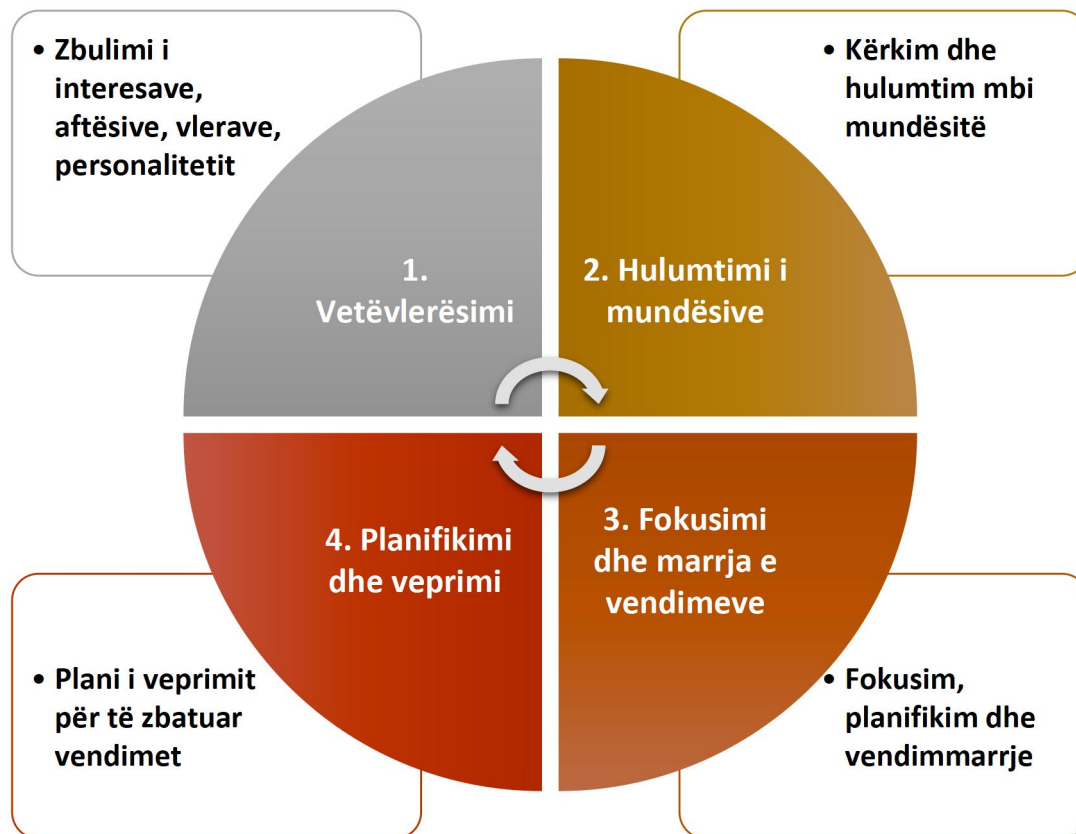 • Zbulimi i
interesave,
aftësive, vlerave,
personalitetit
• Kërkim dhe
hulumtim mbi
mundësitë
1.
Vetëvlerësimi
2. Hulumtimi i
mundësive
4. Planifikimi
dhe veprimi
3. Fokusimi
dhe marrja e
vendimeve
• Plani i veprimit
për të zbatuar
vendimet
• Fokusim,
planifikim dhe
vendimmarrje